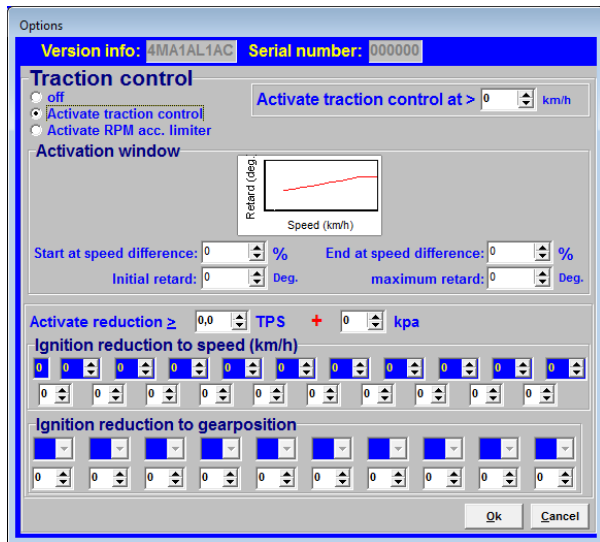 Options
Version info: 4MA1AL1AC Serial number: 000000
Traction control
off
Activate traction control
Activate RPM acc. limiter
Activate traction control at > 0 km/h
Activation window
Retard (deg.)
Speed (km/h)
Start at speed difference: 0 % End at speed difference: 0 %
Initial retard: 0 Deg. maximum retard: 0 Deg.
Activate reduction ≥ 0,0 TPS + 0 kpa
Ignition reduction to speed (km/h)
0 0 0 0 0 0 0 0 0 0 0
0 0 0 0 0 0 0 0 0 0
Ignition reduction to gearposition
0 0 0 0 0 0 0 0 0 0
Ok Cancel